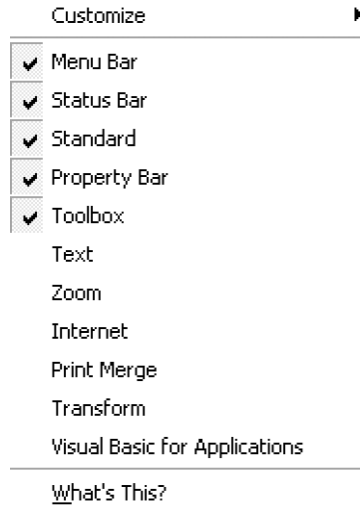 Customize
Menu Bar
Status Bar
Standard
Property Bar
Toolbox
Text
Zoom
Internet
Print Merge
Transform
Visual Basic for Applications
What's This?